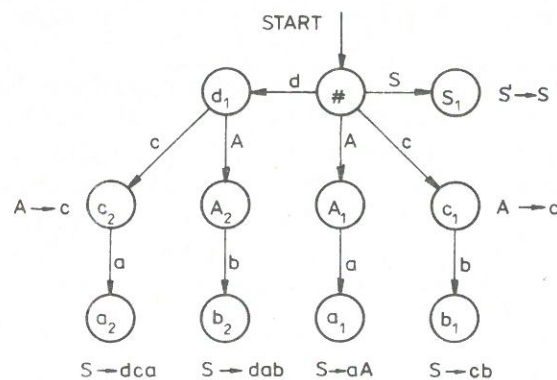 START
d₁ d # S S₁ S'→S
c A A c
A → c c₂ A₂ A₁ c₁ A → c
a b a b
a₂ b₂ a₁ b₁
S → dca S → dab S → aA S → cb